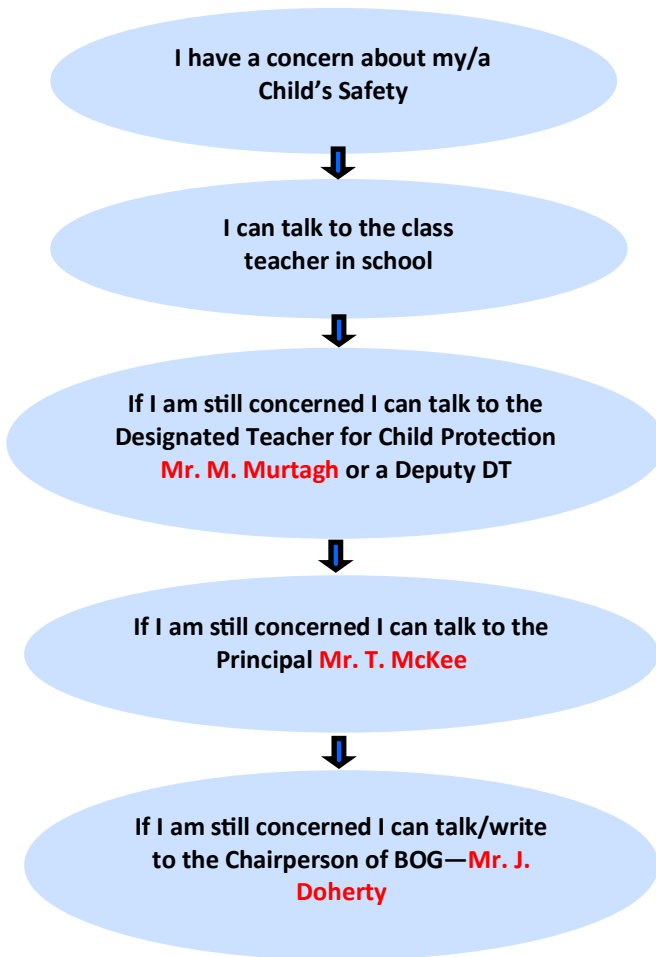 I have a concern about my/a
Child's Safety
I can talk to the class
teacher in school
If I am still concerned I can talk to the
Designated Teacher for Child Protection
Mr. M. Murtagh or a Deputy DT
If I am still concerned I can talk to the
Principal Mr. T. McKee
If I am still concerned I can talk/write
to the Chairperson of BOG—Mr. J.
Doherty